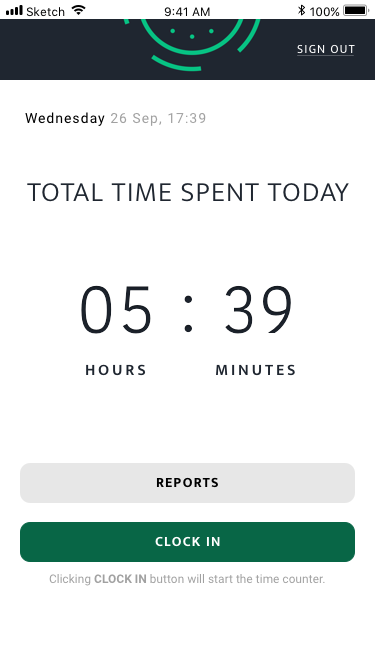 Sketch 9:41 AM 100%
SIGN OUT
Wednesday 26 Sep, 17:39
TOTAL TIME SPENT TODAY
05 : 39
HOURS MINUTES
REPORTS
CLOCK IN
Clicking CLOCK IN button will start the time counter.